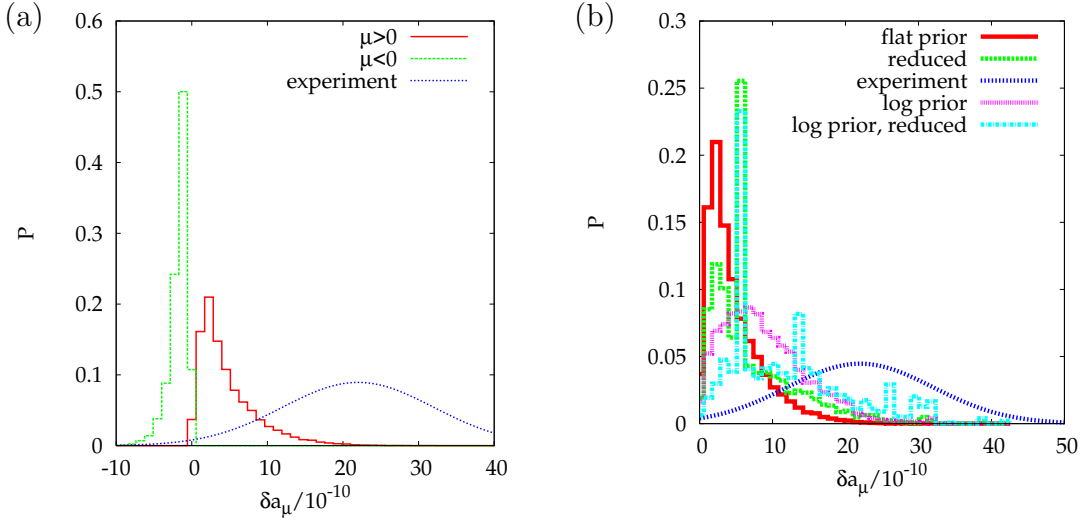 (a)
0.6
0.5
0.4
0.3
0.2
0.1
0
P
-10
0
10
20
30
40
δaμ/10⁻¹⁰
μ>0
μ<0
experiment
(b)
0.3
0.25
0.2
0.15
0.1
0.05
0
P
0
10
20
30
40
50
δaμ/10⁻¹⁰
flat prior
reduced
experiment
log prior
log prior, reduced